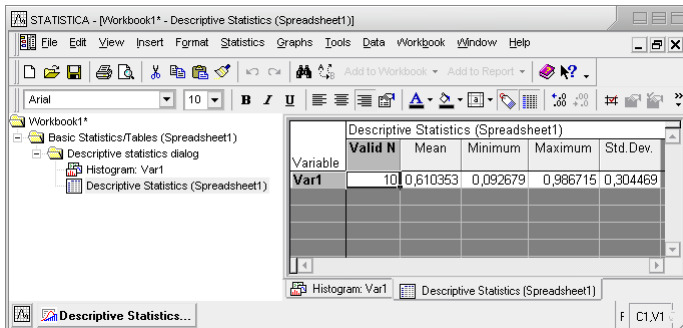 STATISTICA - [Workbook1* - Descriptive Statistics (Spreadsheet1)]
File Edit View Insert Format Statistics Graphs Tools Data Workbook Window Help
Add to Workbook Add to Report
Arial 10 B I U
Workbook1*
Basic Statistics/Tables (Spreadsheet1)
Descriptive statistics dialog
Histogram: Var1
Descriptive Statistics (Spreadsheet1)
Descriptive Statistics (Spreadsheet1)
Variable Valid N Mean Minimum Maximum Std.Dev.
Var1 10 0,610353 0,092679 0,986715 0,304469
Histogram: Var1 Descriptive Statistics (Spreadsheet1)
Descriptive Statistics... F C1,V1